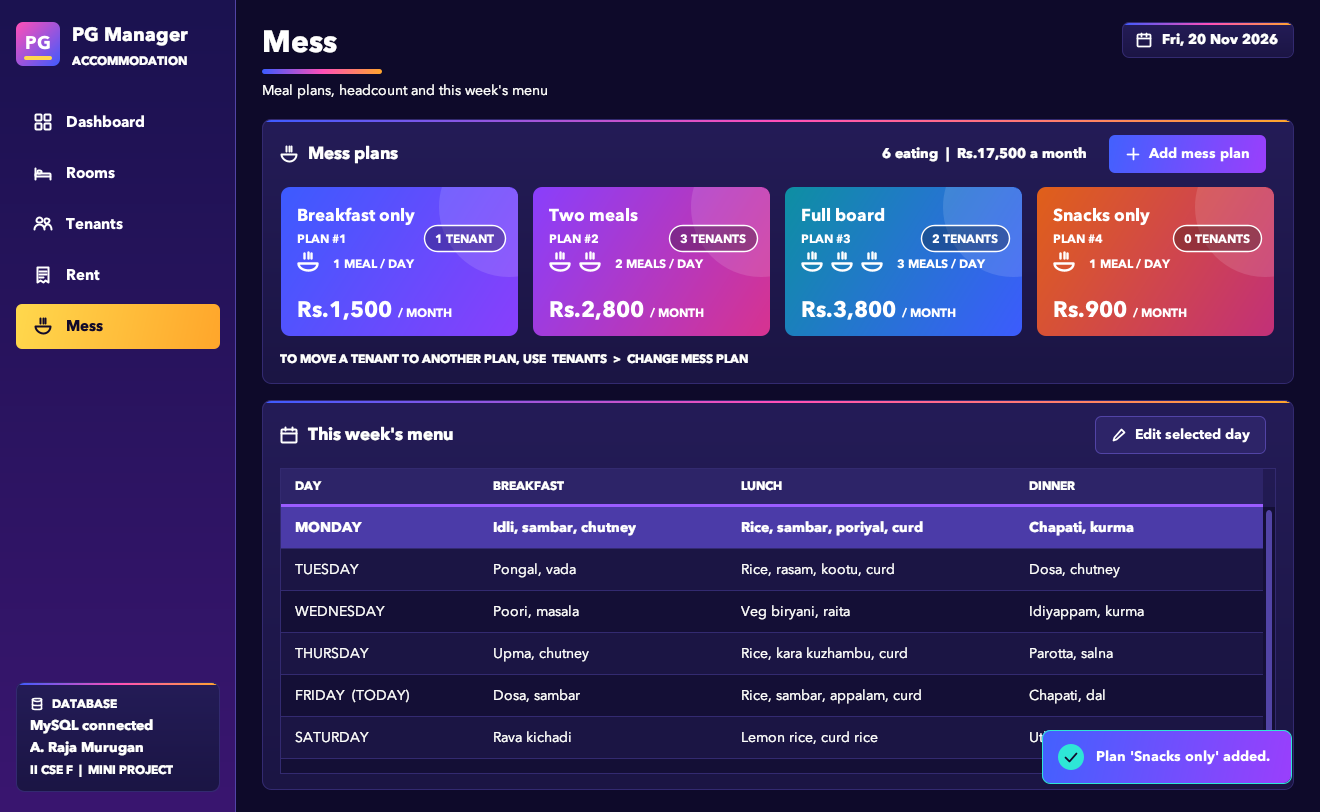 PG
PG Manager
ACCOMMODATION
Dashboard
Rooms
Tenants
Rent
Mess
DATABASE
MySQL connected
A. Raja Murugan
II CSE F | MINI PROJECT
Mess
Meal plans, headcount and this week's menu
Fri, 20 Nov 2026
Mess plans
6 eating | Rs.17,500 a month
Add mess plan
Breakfast only
PLAN #1
1 TENANT
1 MEAL / DAY
Rs.1,500 / MONTH
Two meals
PLAN #2
3 TENANTS
2 MEALS / DAY
Rs.2,800 / MONTH
Full board
PLAN #3
2 TENANTS
3 MEALS / DAY
Rs.3,800 / MONTH
Snacks only
PLAN #4
0 TENANTS
1 MEAL / DAY
Rs.900 / MONTH
TO MOVE A TENANT TO ANOTHER PLAN, USE TENANTS > CHANGE MESS PLAN
This week's menu
Edit selected day
DAY BREAKFAST LUNCH DINNER
MONDAY Idli, sambar, chutney Rice, sambar, poriyal, curd Chapati, kurma
TUESDAY Pongal, vada Rice, rasam, kootu, curd Dosa, chutney
WEDNESDAY Poori, masala Veg biryani, raita Idiyappam, kurma
THURSDAY Upma, chutney Rice, kara kuzhambu, curd Parotta, salna
FRIDAY (TODAY) Dosa, sambar Rice, sambar, appalam, curd Chapati, dal
SATURDAY Rava kichadi Lemon rice, curd rice
Plan 'Snacks only' added.